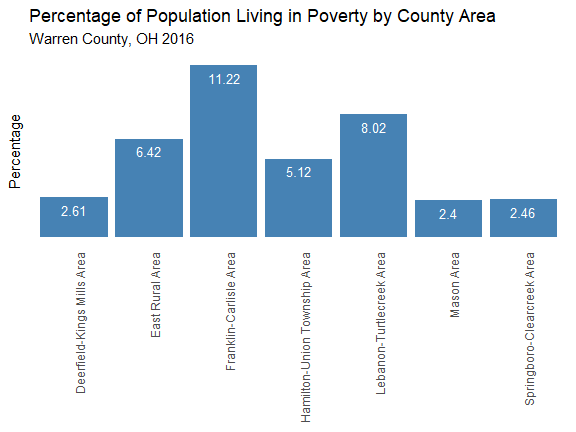 Percentage of Population Living in Poverty by County Area
Warren County, OH 2016
Percentage
2.61
6.42
11.22
5.12
8.02
2.4
2.46
Deerfield-Kings Mills Area
East Rural Area
Franklin-Carlisle Area
Hamilton-Union Township Area
Lebanon-Turtlecreek Area
Mason Area
Springboro-Clearcreek Area